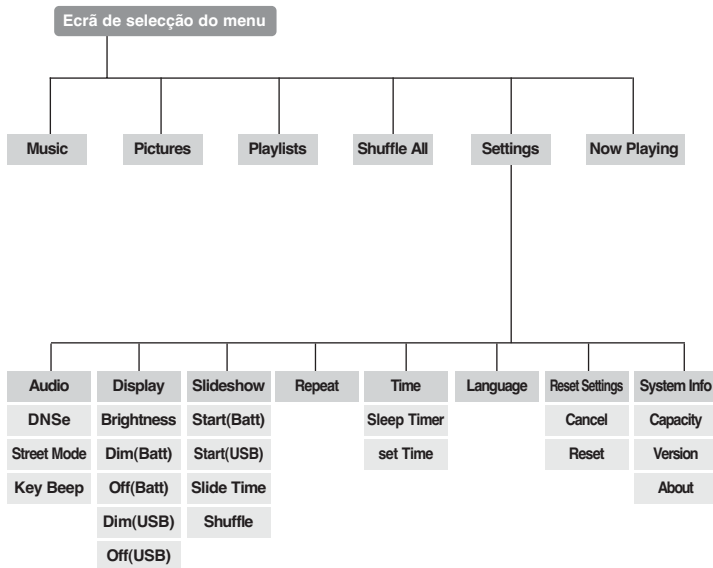 Ecrã de selecção do menu
Music Pictures Playlists Shuffle All Settings Now Playing
Audio Display Slideshow Repeat Time Language Reset Settings System Info
DNSe Brightness Start(Batt) Sleep Timer Cancel Capacity
Street Mode Dim(Batt) Start(USB) set Time Reset Version
Key Beep Off(Batt) Slide Time About
Dim(USB) Shuffle
Off(USB)